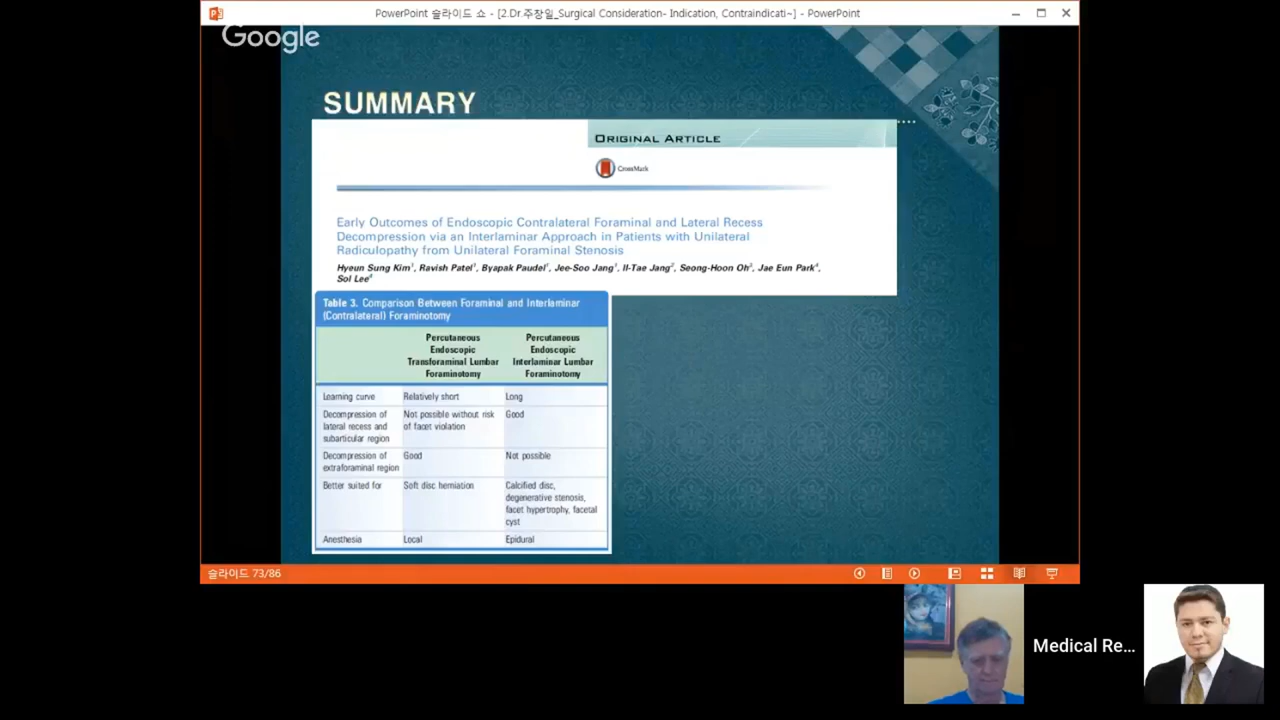 PowerPoint 슬라이드 쇼 - [2.Dr.주창일_Surgical Consideration- Indication, Contraindicati~] - PowerPoint
Google
SUMMARY
ORIGINAL ARTICLE
CrossMark
Early Outcomes of Endoscopic Contralateral Foraminal and Lateral Recess
Decompression via an Interlaminar Approach in Patients with Unilateral
Radiculopathy from Unilateral Foraminal Stenosis
Hyeun Sung Kim¹, Ravish Patel¹, Byapak Paudel¹, Jee-Soo Jang¹, Il-Tae Jang², Seong-Hoon Oh³, Jae Eun Park⁴,
Sol Lee⁴
Table 3. Comparison Between Foraminal and Interlaminar
(Contralateral) Foraminotomy
Percutaneous Endoscopic Transforaminal Lumbar Foraminotomy
Percutaneous Endoscopic Interlaminar Lumbar Foraminotomy
Learning curve Relatively short Long
Decompression of lateral recess and subarticular region Not possible without risk of facet violation Good
Decompression of extraforaminal region Good Not possible
Better suited for Soft disc herniation Calcified disc, degenerative stenosis, facet hypertrophy, facetal cyst
Anesthesia Local Epidural
슬라이드 73/86
Medical Re...